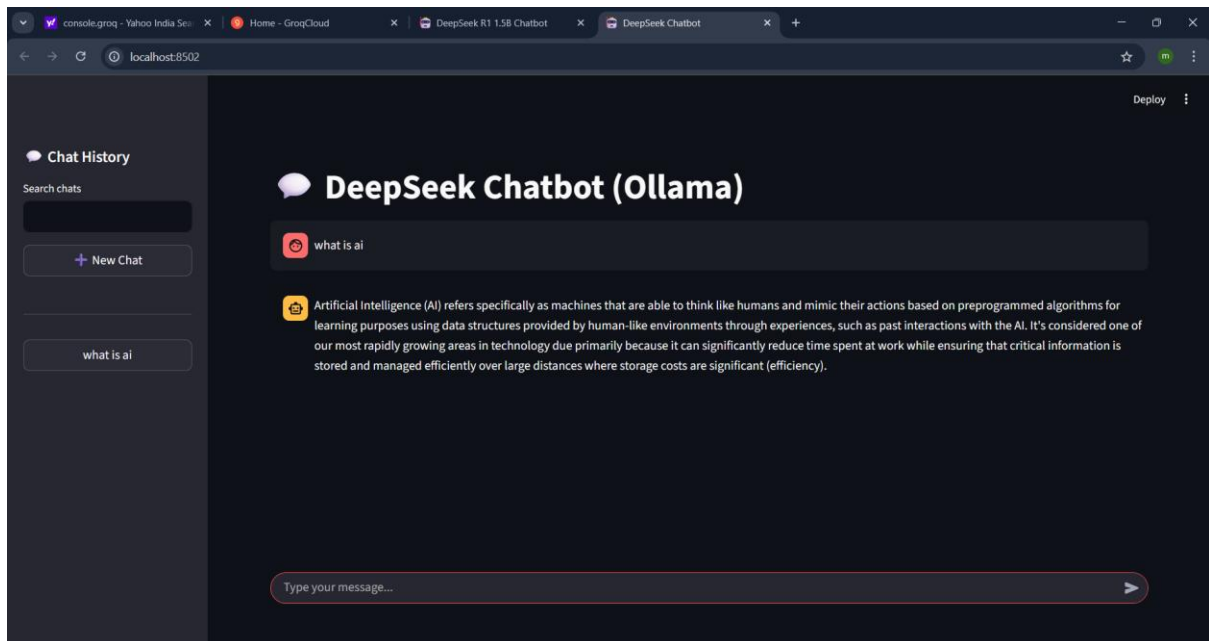 console.groq - Yahoo India Sea
Home - GroqCloud
DeepSeek R1 1.5B Chatbot
DeepSeek Chatbot
localhost:8502
m
Deploy
Chat History
Search chats
New Chat
what is ai
DeepSeek Chatbot (Ollama)
what is ai
Artificial Intelligence (AI) refers specifically as machines that are able to think like humans and mimic their actions based on preprogrammed algorithms for
learning purposes using data structures provided by human-like environments through experiences, such as past interactions with the AI. It's considered one of
our most rapidly growing areas in technology due primarily because it can significantly reduce time spent at work while ensuring that critical information is
stored and managed efficiently over large distances where storage costs are significant (efficiency).
Type your message...